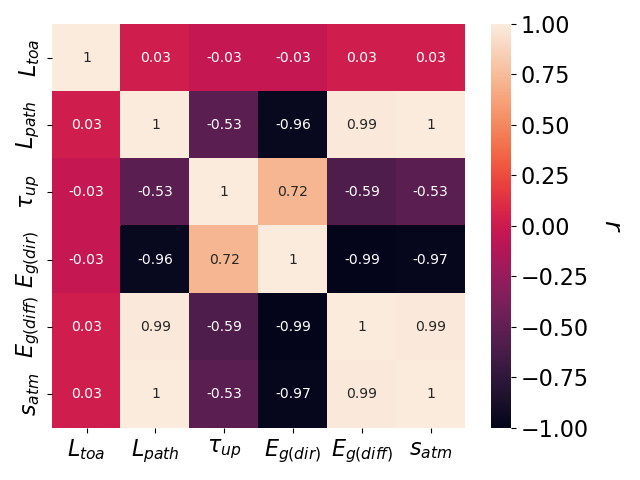 L_toa 1 0.03 -0.03 -0.03 0.03 0.03
L_path 0.03 1 -0.53 -0.96 0.99 1
τ_up -0.03 -0.53 1 0.72 -0.59 -0.53
E_g(dir) -0.03 -0.96 0.72 1 -0.99 -0.97
E_g(diff) 0.03 0.99 -0.59 -0.99 1 0.99
s_atm 0.03 1 -0.53 -0.97 0.99 1
L_toa L_path τ_up E_g(dir) E_g(diff) s_atm
1.00
0.75
0.50
0.25
0.00
−0.25
−0.50
−0.75
−1.00
r